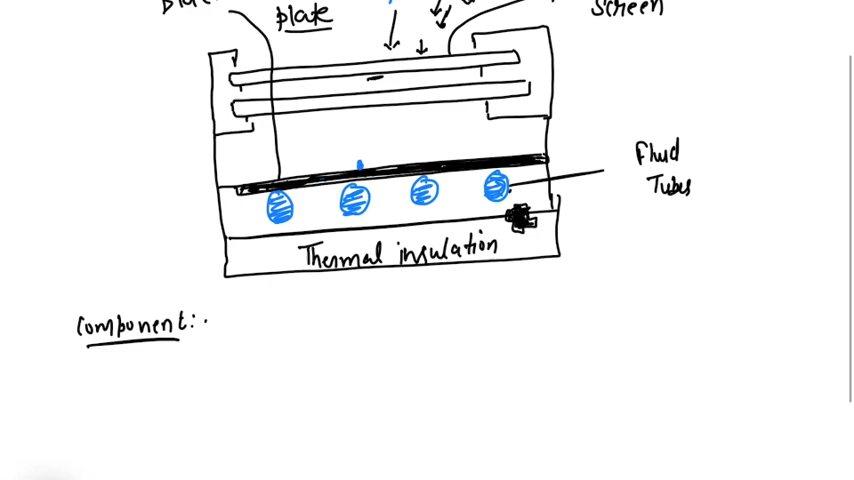 plate
Screen
Fluid
Tubes
Thermal insulation
Component:.